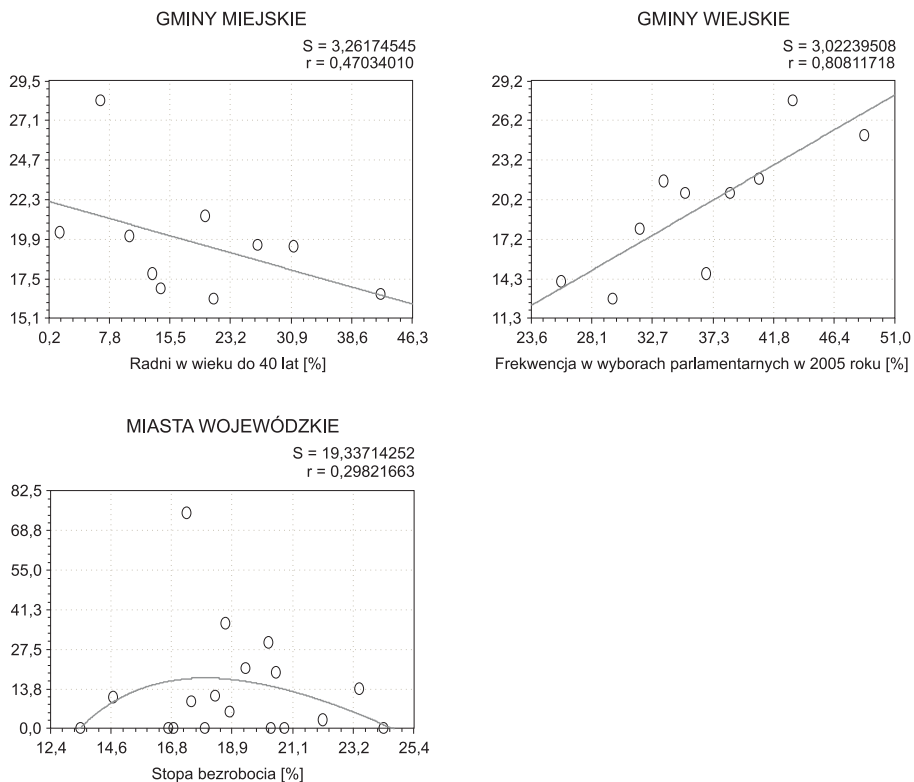 GMINY MIEJSKIE
S = 3,26174545
r = 0,47034010
29,5
27,1
24,7
22,3
19,9
17,5
15,1
0,2 7,8 15,5 23,2 30,9 38,6 46,3
Radni w wieku do 40 lat [%]
GMINY WIEJSKIE
S = 3,02239508
r = 0,80811718
29,2
26,2
23,2
20,2
17,2
14,3
11,3
23,6 28,1 32,7 37,3 41,8 46,4 51,0
Frekwencja w wyborach parlamentarnych w 2005 roku [%]
MIASTA WOJEWÓDZKIE
S = 19,33714252
r = 0,29821663
82,5
68,8
55,0
41,3
27,5
13,8
0,0
12,4 14,6 16,8 18,9 21,1 23,2 25,4
Stopa bezrobocia [%]